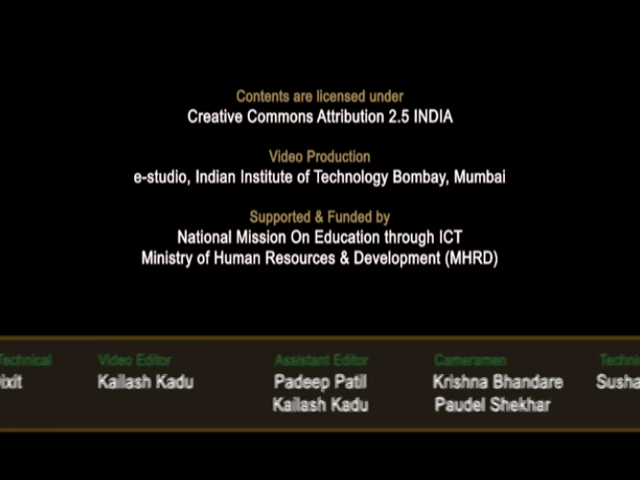 Contents are licensed under
Creative Commons Attribution 2.5 INDIA
Video Production
e-studio, Indian Institute of Technology Bombay, Mumbai
Supported & Funded by
National Mission On Education through ICT
Ministry of Human Resources & Development (MHRD)
Technical Video Editor Assistant Editor Cameramen
Kailash Kadu Padeep Patil Krishna Bhandare
Kailash Kadu Paudel Shekhar